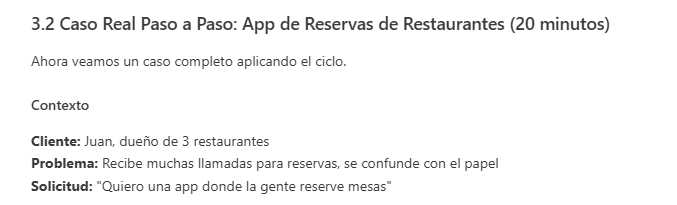 3.2 Caso Real Paso a Paso: App de Reservas de Restaurantes (20 minutos)
Ahora veamos un caso completo aplicando el ciclo.
Contexto
Cliente: Juan, dueño de 3 restaurantes
Problema: Recibe muchas llamadas para reservas, se confunde con el papel
Solicitud: "Quiero una app donde la gente reserve mesas"